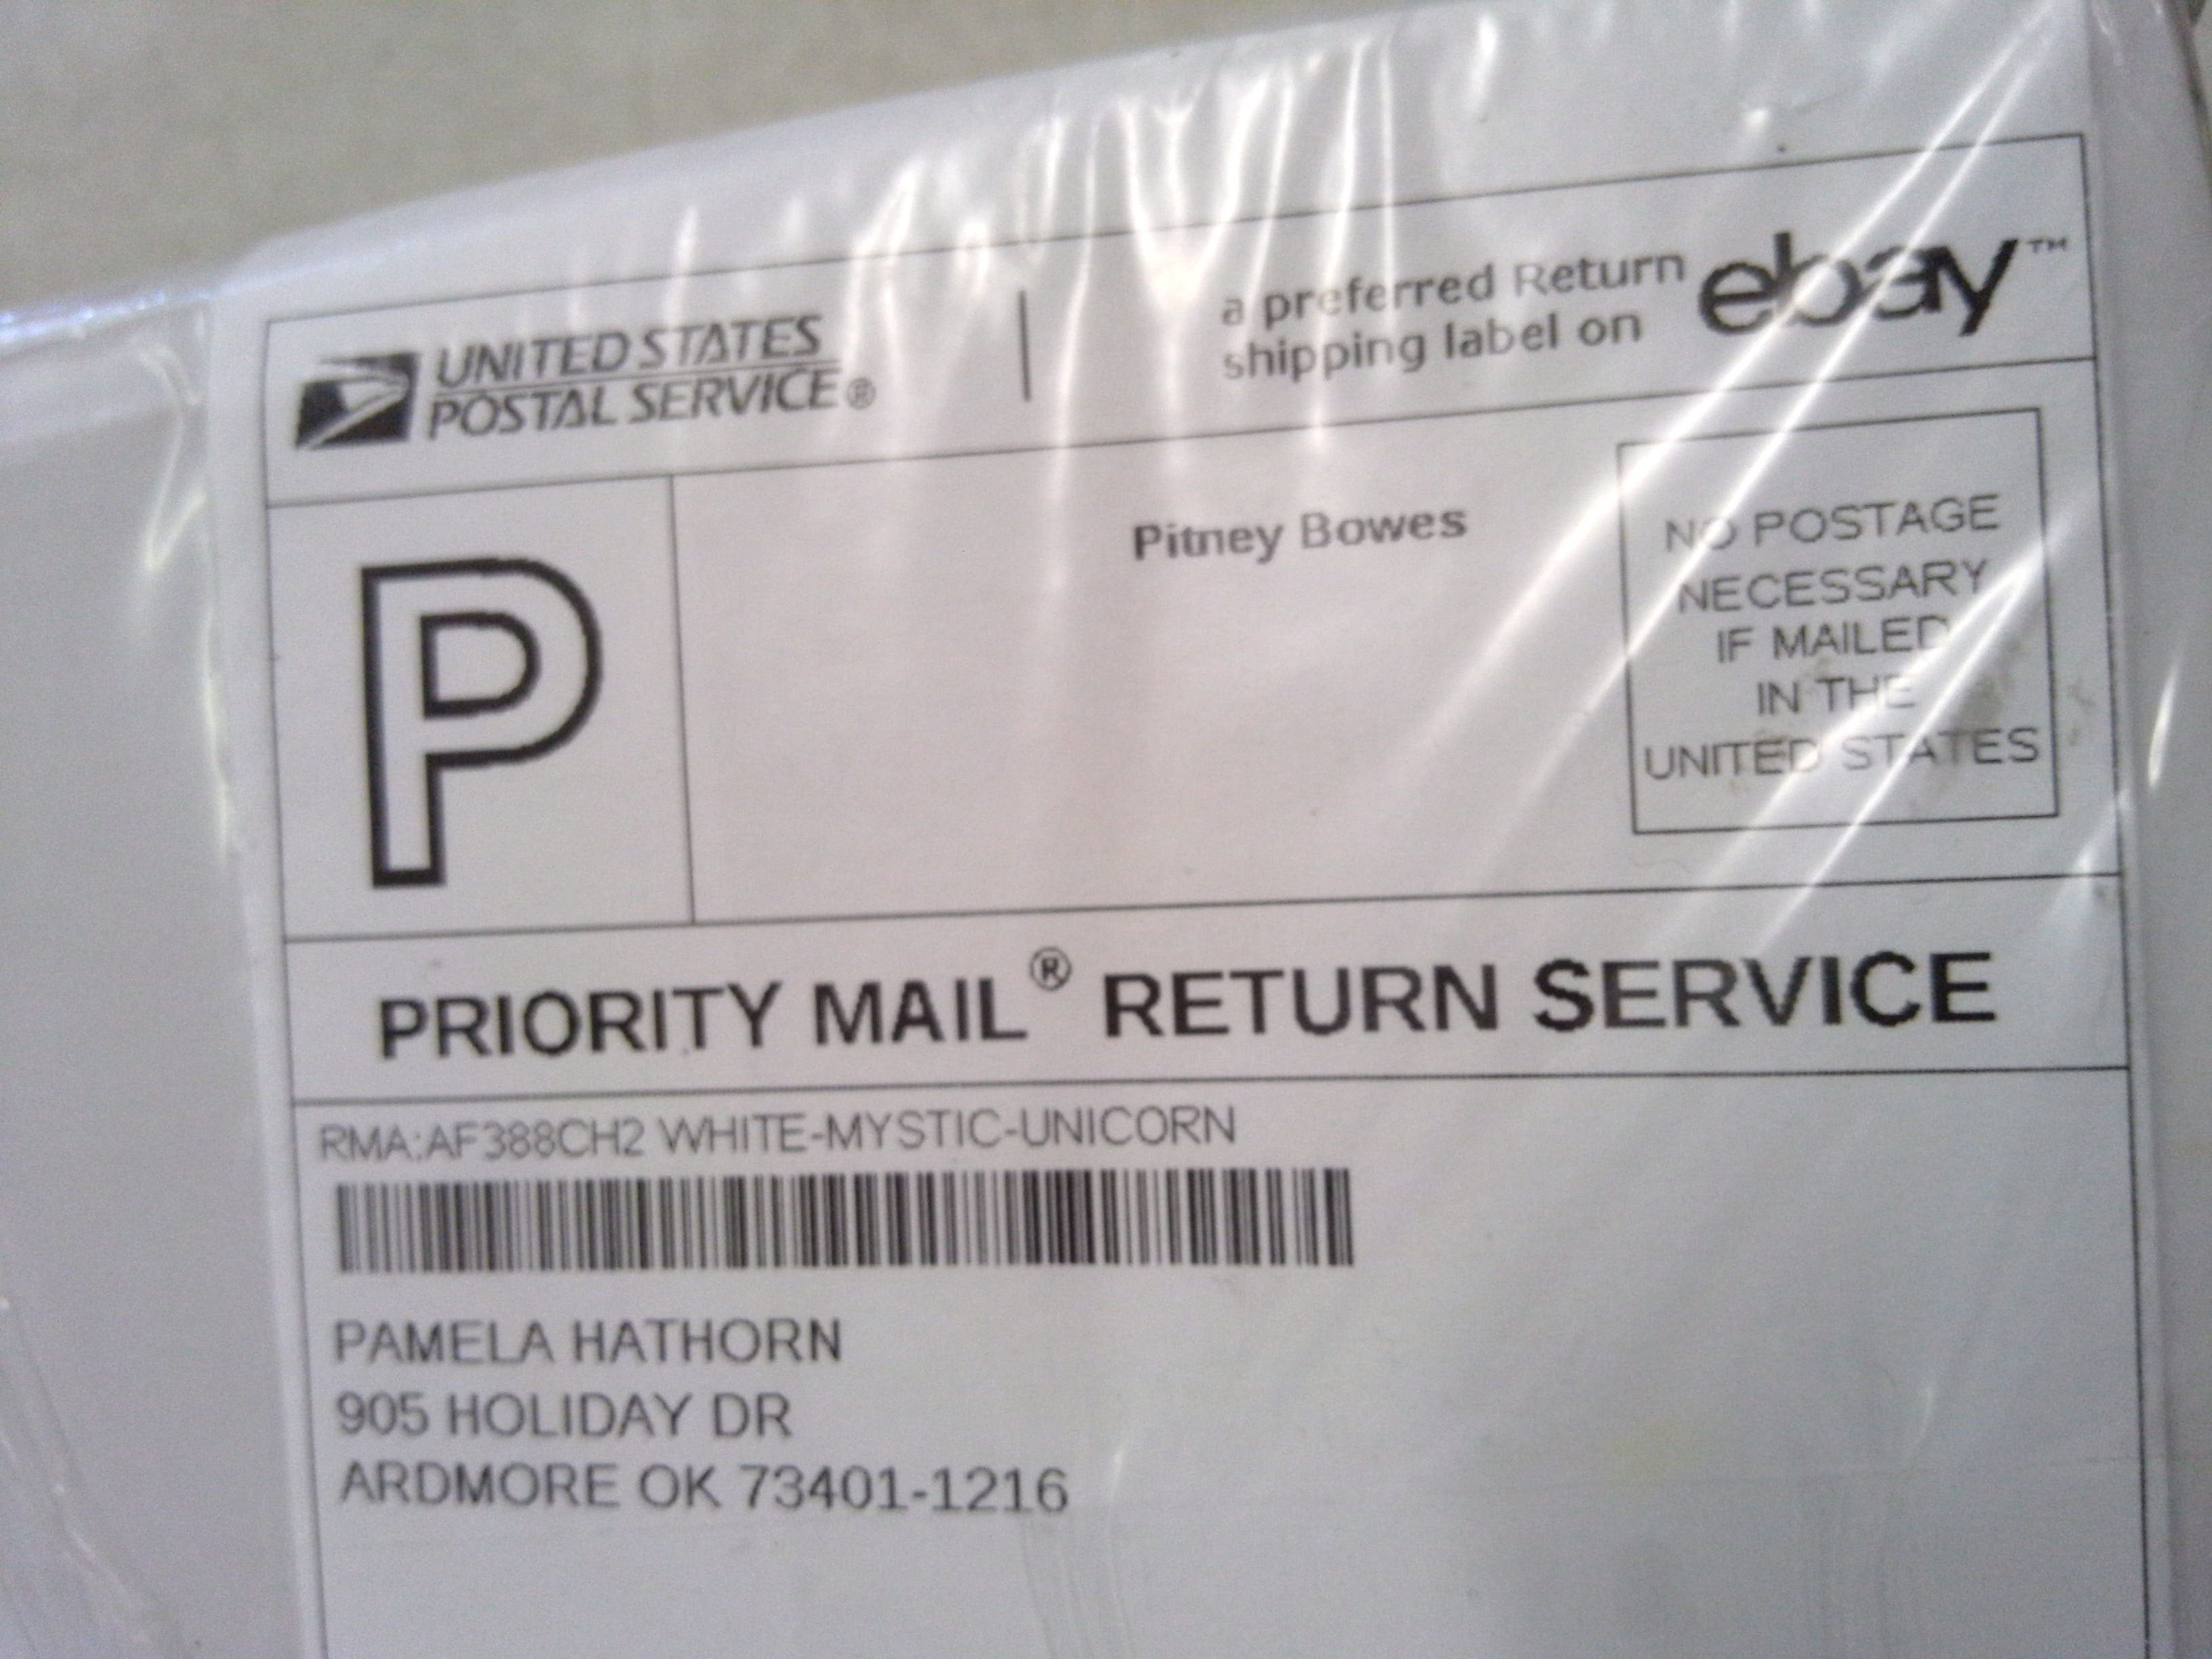 UNITED STATES
POSTAL SERVICE®
a preferred Return
shipping label on
ebay™
P
Pitney Bowes
NO POSTAGE
NECESSARY
IF MAILED
IN THE
UNITED STATES
PRIORITY MAIL® RETURN SERVICE
RMA:AF388CH2 WHITE-MYSTIC-UNICORN
PAMELA HATHORN
905 HOLIDAY DR
ARDMORE OK 73401-1216